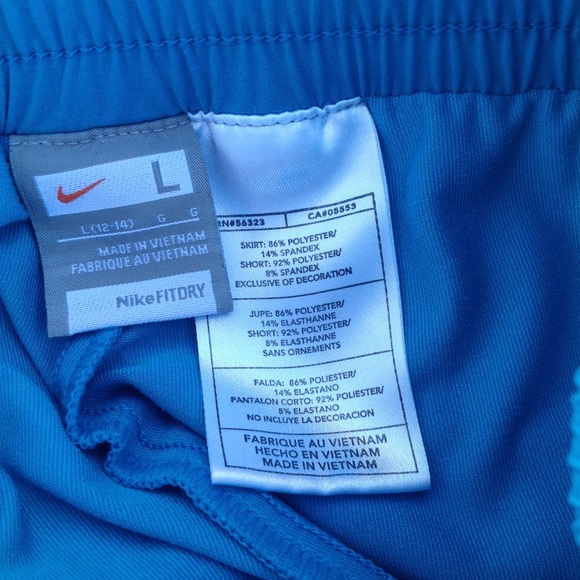 L
L (12-14) G G
MADE IN VIETNAM
FABRIQUE AU VIETNAM
NikeFITDRY
RN#56323 CA#05553
SKIRT: 86% POLYESTER/
14% SPANDEX
SHORT: 92% POLYESTER/
8% SPANDEX
EXCLUSIVE OF DECORATION
JUPE: 86% POLYESTER/
14% ELASTHANNE
SHORT: 92% POLYESTER/
8% ELASTHANNE
SANS ORNEMENTS
FALDA: 86% POLIESTER/
14% ELASTANO
PANTALON CORTO: 92% POLIESTER/
8% ELASTANO
NO INCLUYE LA DECORACION
FABRIQUE AU VIETNAM
HECHO EN VIETNAM
MADE IN VIETNAM